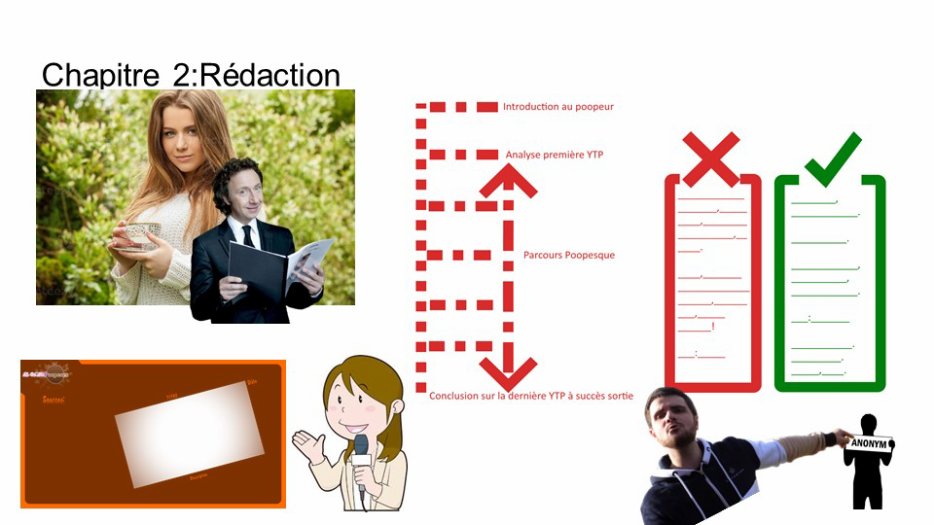 Chapitre 2:Rédaction
Introduction au poopeur
Analyse première YTP
Parcours Poopesque
Conclusion sur la dernière YTP à succès sortie
ANONYM